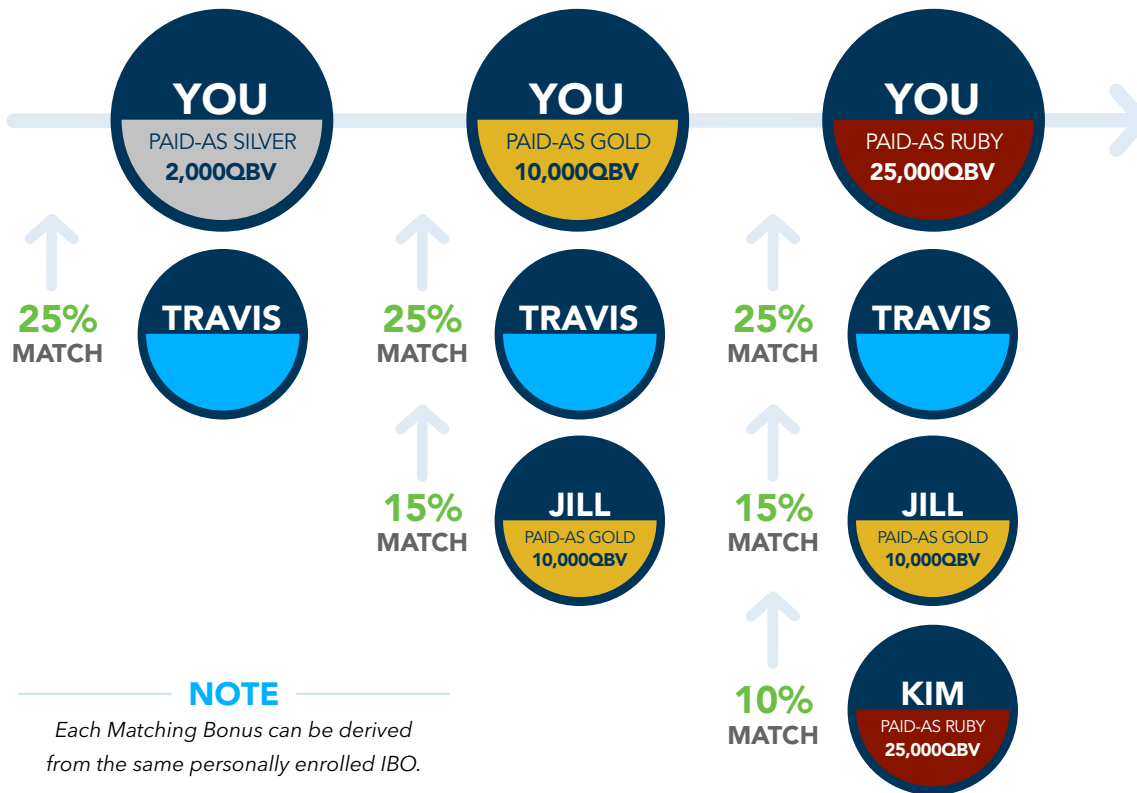 YOU
PAID-AS SILVER
2,000QBV
YOU
PAID-AS GOLD
10,000QBV
YOU
PAID-AS RUBY
25,000QBV
25%
MATCH
TRAVIS
25%
MATCH
TRAVIS
25%
MATCH
TRAVIS
15%
MATCH
JILL
PAID-AS GOLD
10,000QBV
15%
MATCH
JILL
PAID-AS GOLD
10,000QBV
10%
MATCH
KIM
PAID-AS RUBY
25,000QBV
NOTE
Each Matching Bonus can be derived
from the same personally enrolled IBO.